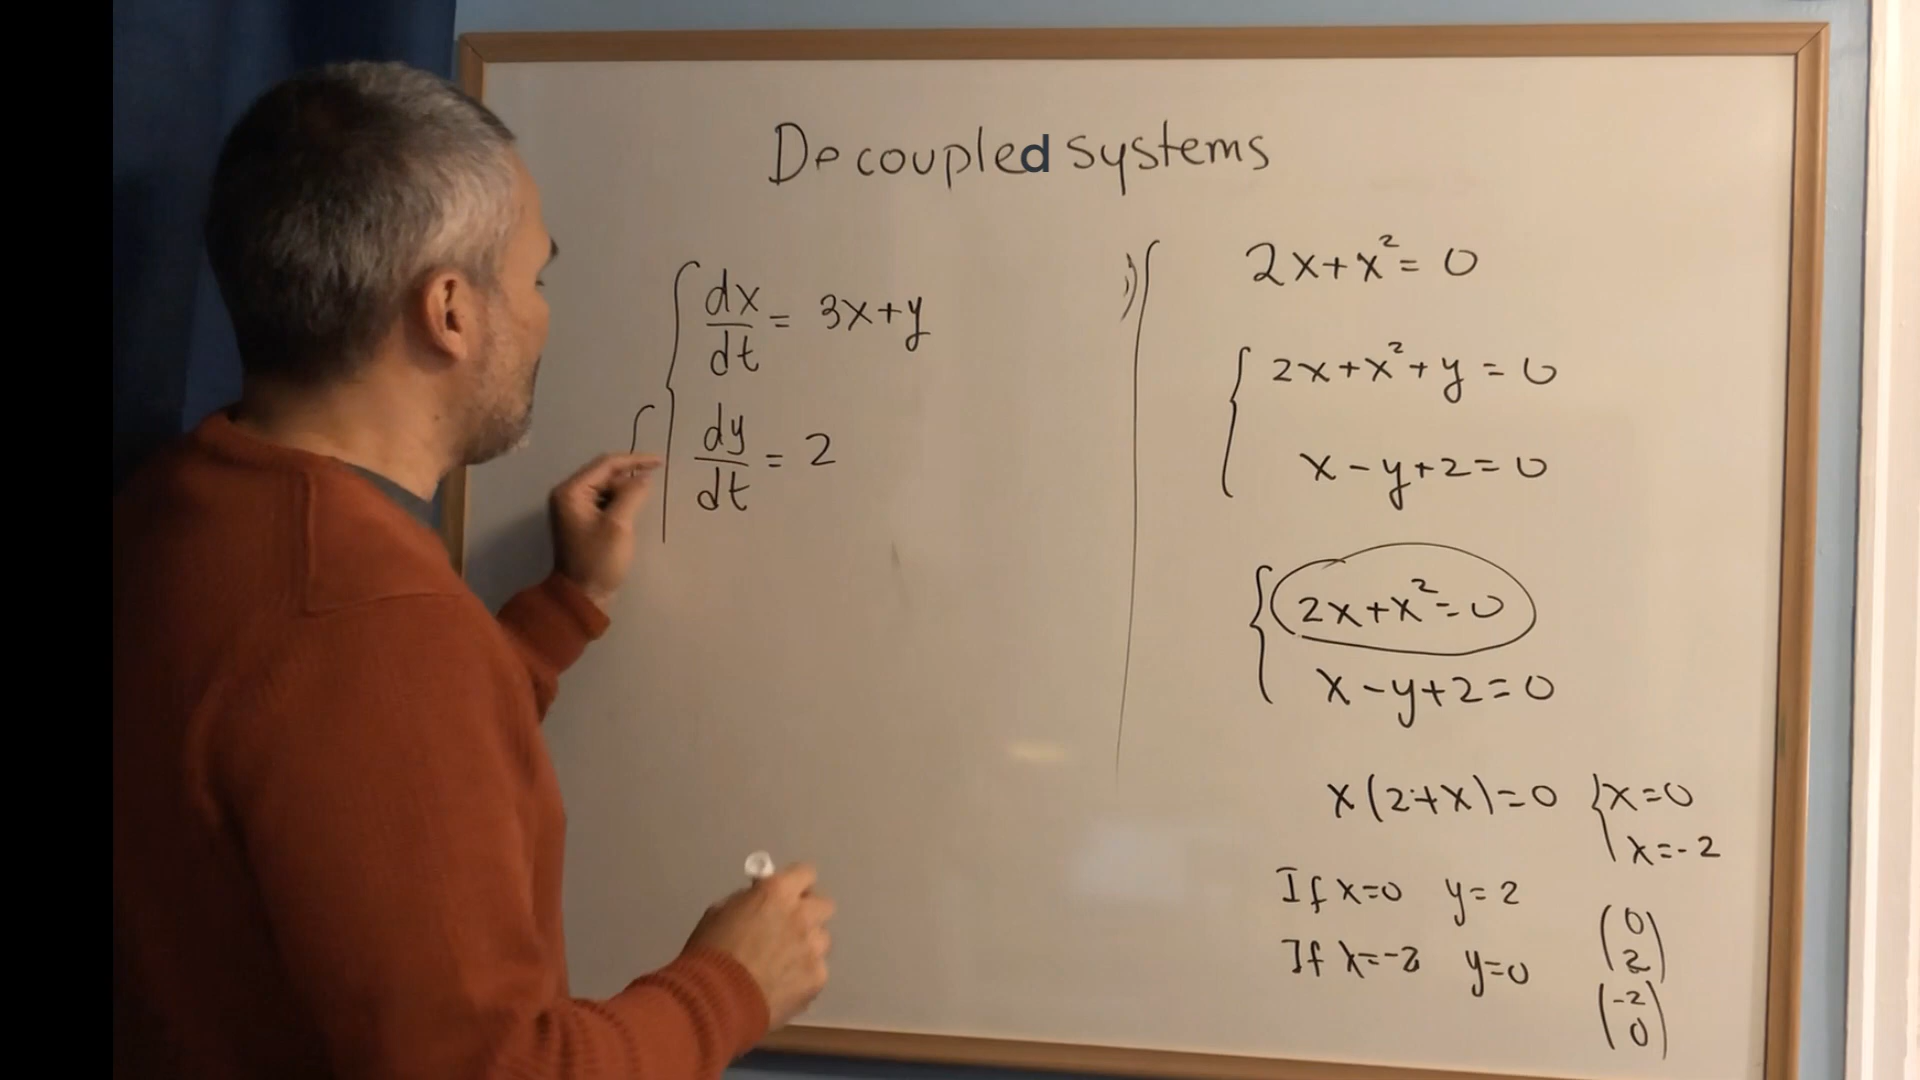 Decoupled systems
dx/dt = 3x+y
dy/dt = 2
2x+x²=0
2x+x²+y=0
x-y+2=0
2x+x²=0
x-y+2=0
x(2+x)=0 {x=0
x=-2
If x=0 y=2
If x=-2 y=0
(0
2)
(-2
0)